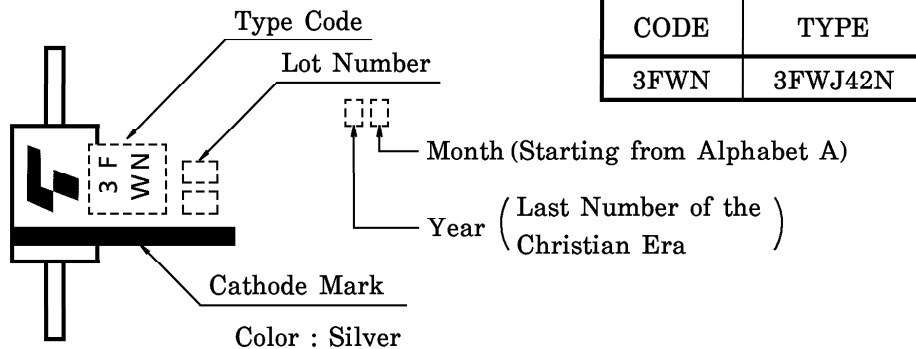 Type Code
Lot Number
CODE TYPE
3FWN 3FWJ42N
3 F
WN
Month (Starting from Alphabet A)
Year (Last Number of the
Christian Era)
Cathode Mark
Color : Silver